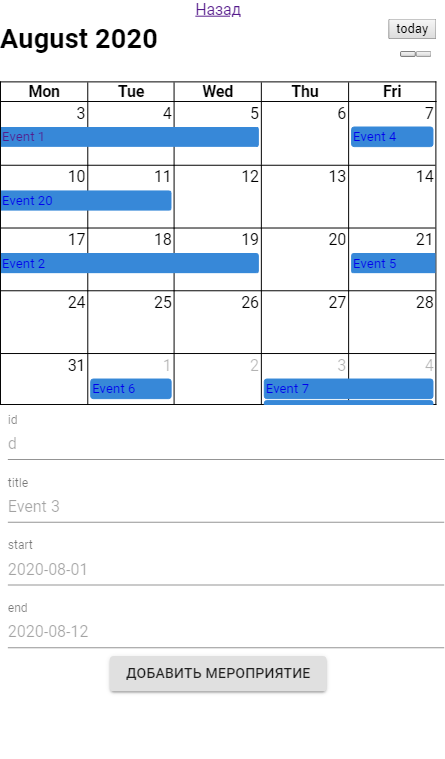 Назад
August 2020
today
Mon Tue Wed Thu Fri
3 4 5 6 7
Event 1 Event 4
10 11 12 13 14
Event 20
17 18 19 20 21
Event 2 Event 5
24 25 26 27 28
31 1 2 3 4
Event 6 Event 7
id
d
title
Event 3
start
2020-08-01
end
2020-08-12
ДОБАВИТЬ МЕРОПРИЯТИЕ